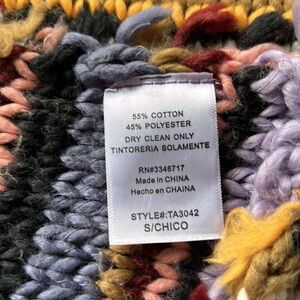 55% COTTON
45% POLYESTER
DRY CLEAN ONLY
TINTORERIA SOLAMENTE
RN#3346717
Made in CHINA
Hecho en CHAINA
STYLE#:TA3042
S/CHICO